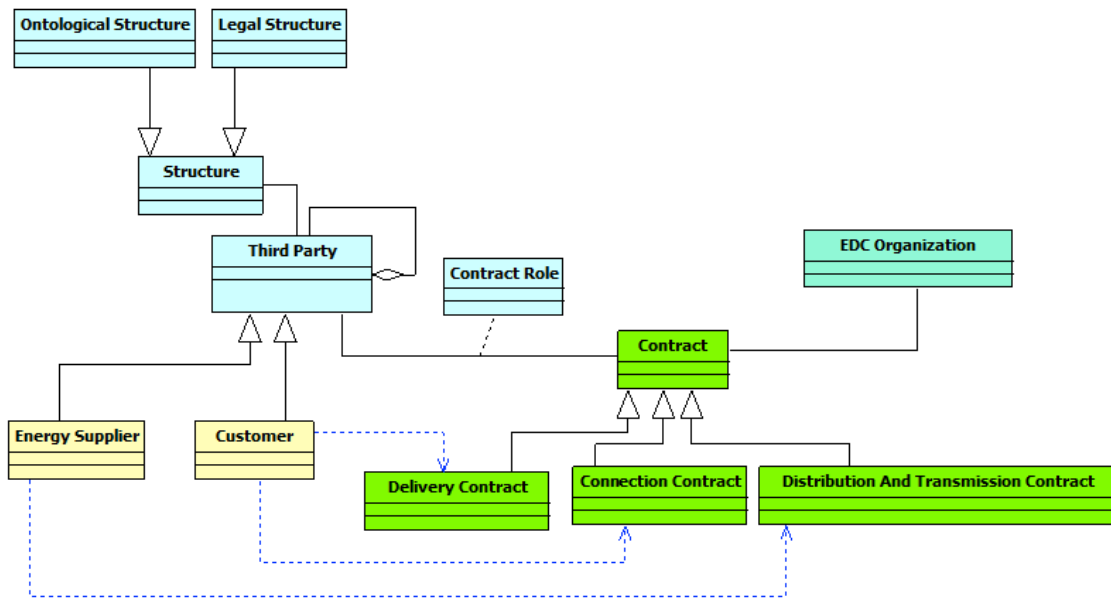 Ontological Structure
Legal Structure
Structure
Third Party
EDC Organization
Contract Role
Contract
Energy Supplier
Customer
Delivery Contract
Connection Contract
Distribution And Transmission Contract